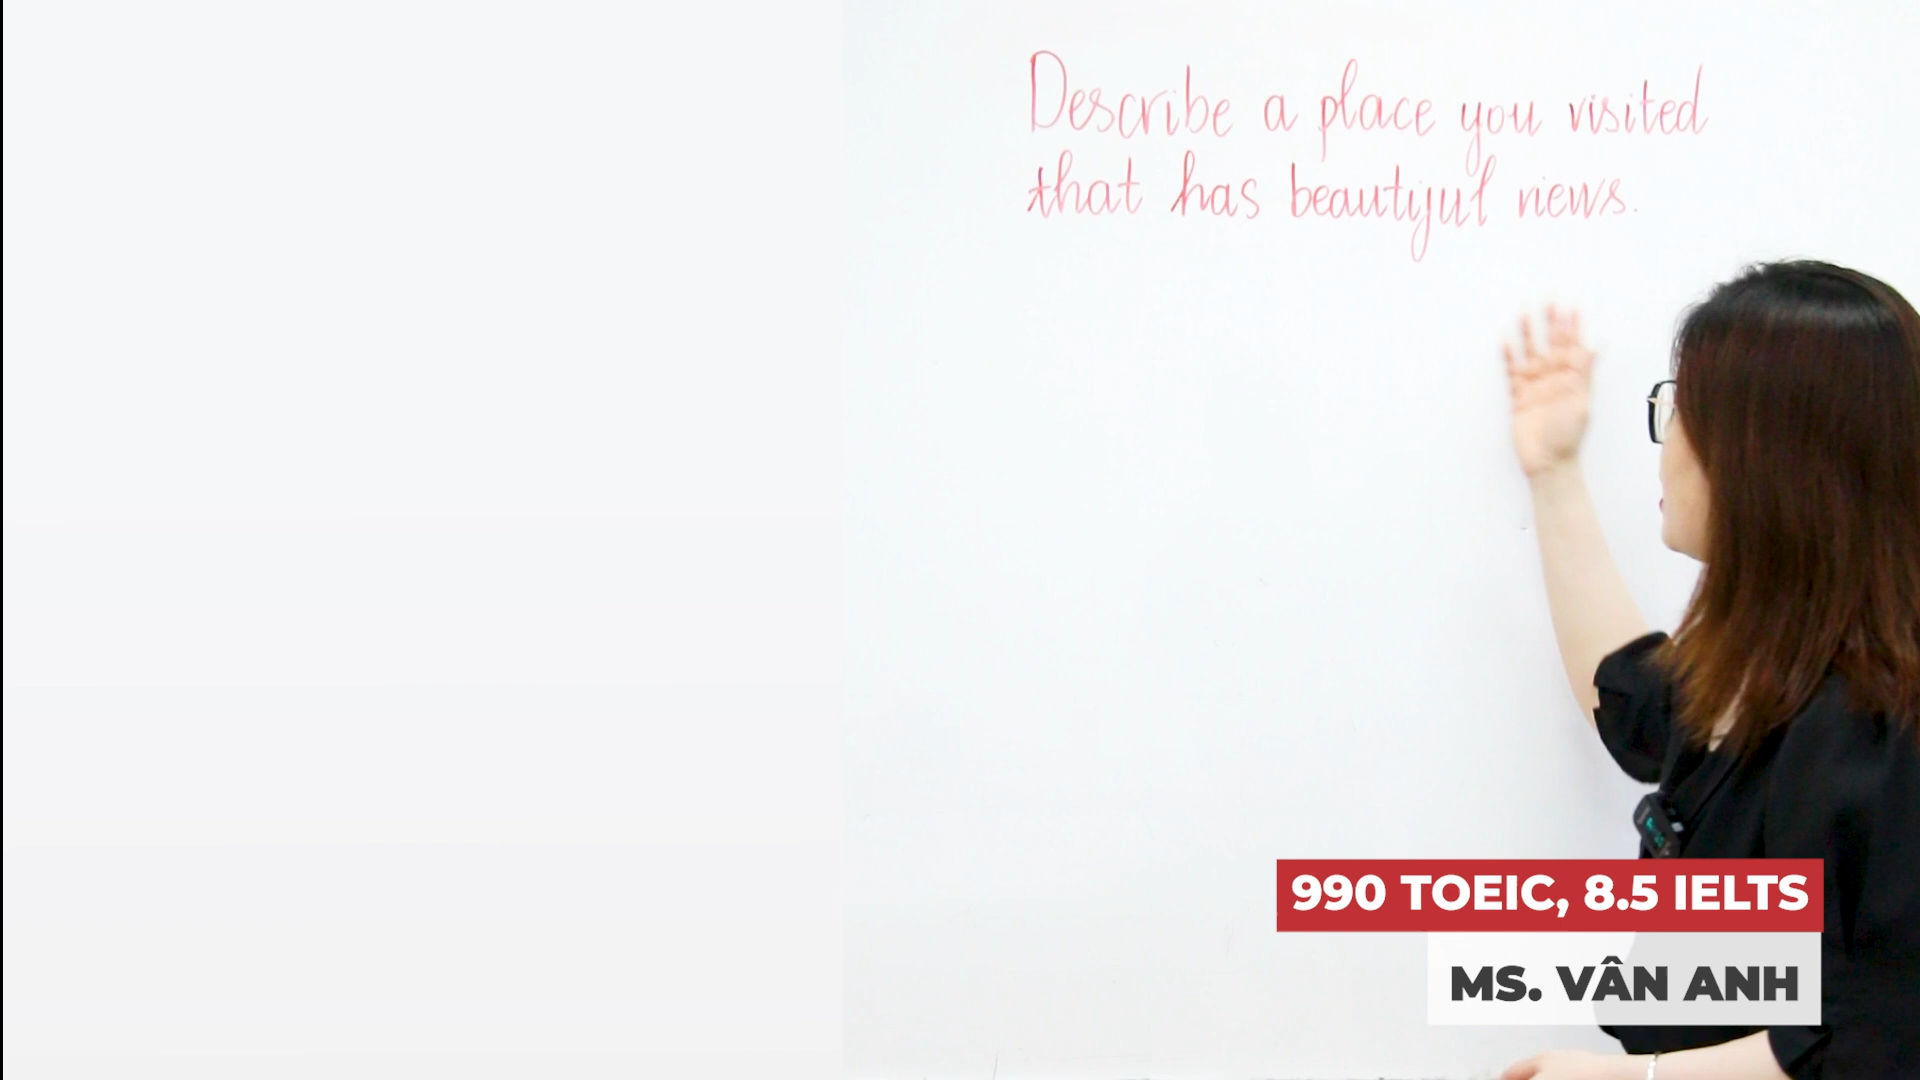 Describe a place you visited
that has beautiful views.
990 TOEIC, 8.5 IELTS
MS. VÂN ANH